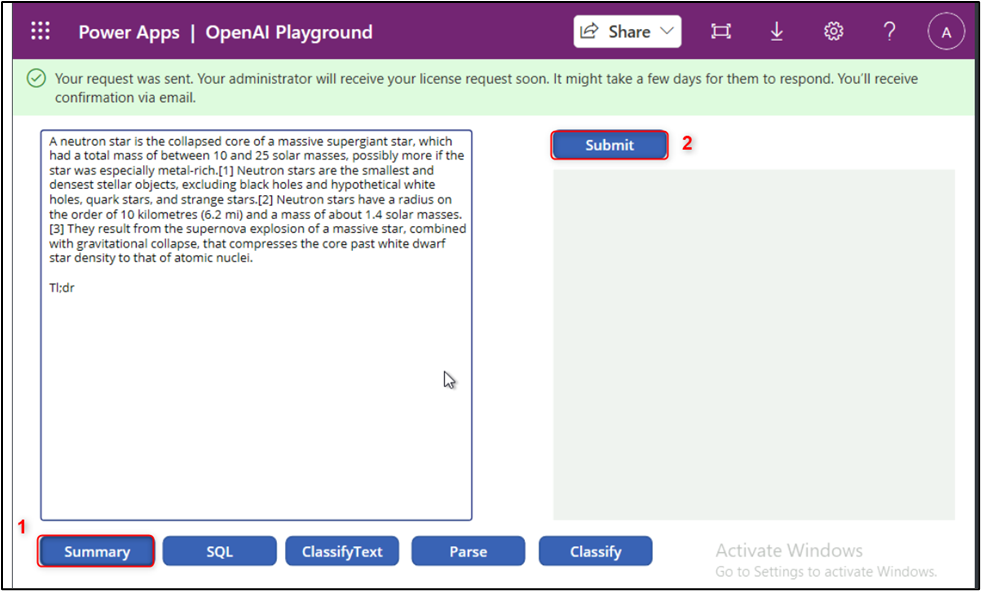 Power Apps | OpenAI Playground
Share
?
A
Your request was sent. Your administrator will receive your license request soon. It might take a few days for them to respond. You'll receive
confirmation via email.
A neutron star is the collapsed core of a massive supergiant star, which
had a total mass of between 10 and 25 solar masses, possibly more if the
star was especially metal-rich.[1] Neutron stars are the smallest and
densest stellar objects, excluding black holes and hypothetical white
holes, quark stars, and strange stars.[2] Neutron stars have a radius on
the order of 10 kilometres (6.2 mi) and a mass of about 1.4 solar masses.
[3] They result from the supernova explosion of a massive star, combined
with gravitational collapse, that compresses the core past white dwarf
star density to that of atomic nuclei.
Tl;dr
Submit
2
1
Summary
SQL
ClassifyText
Parse
Classify
Activate Windows
Go to Settings to activate Windows.